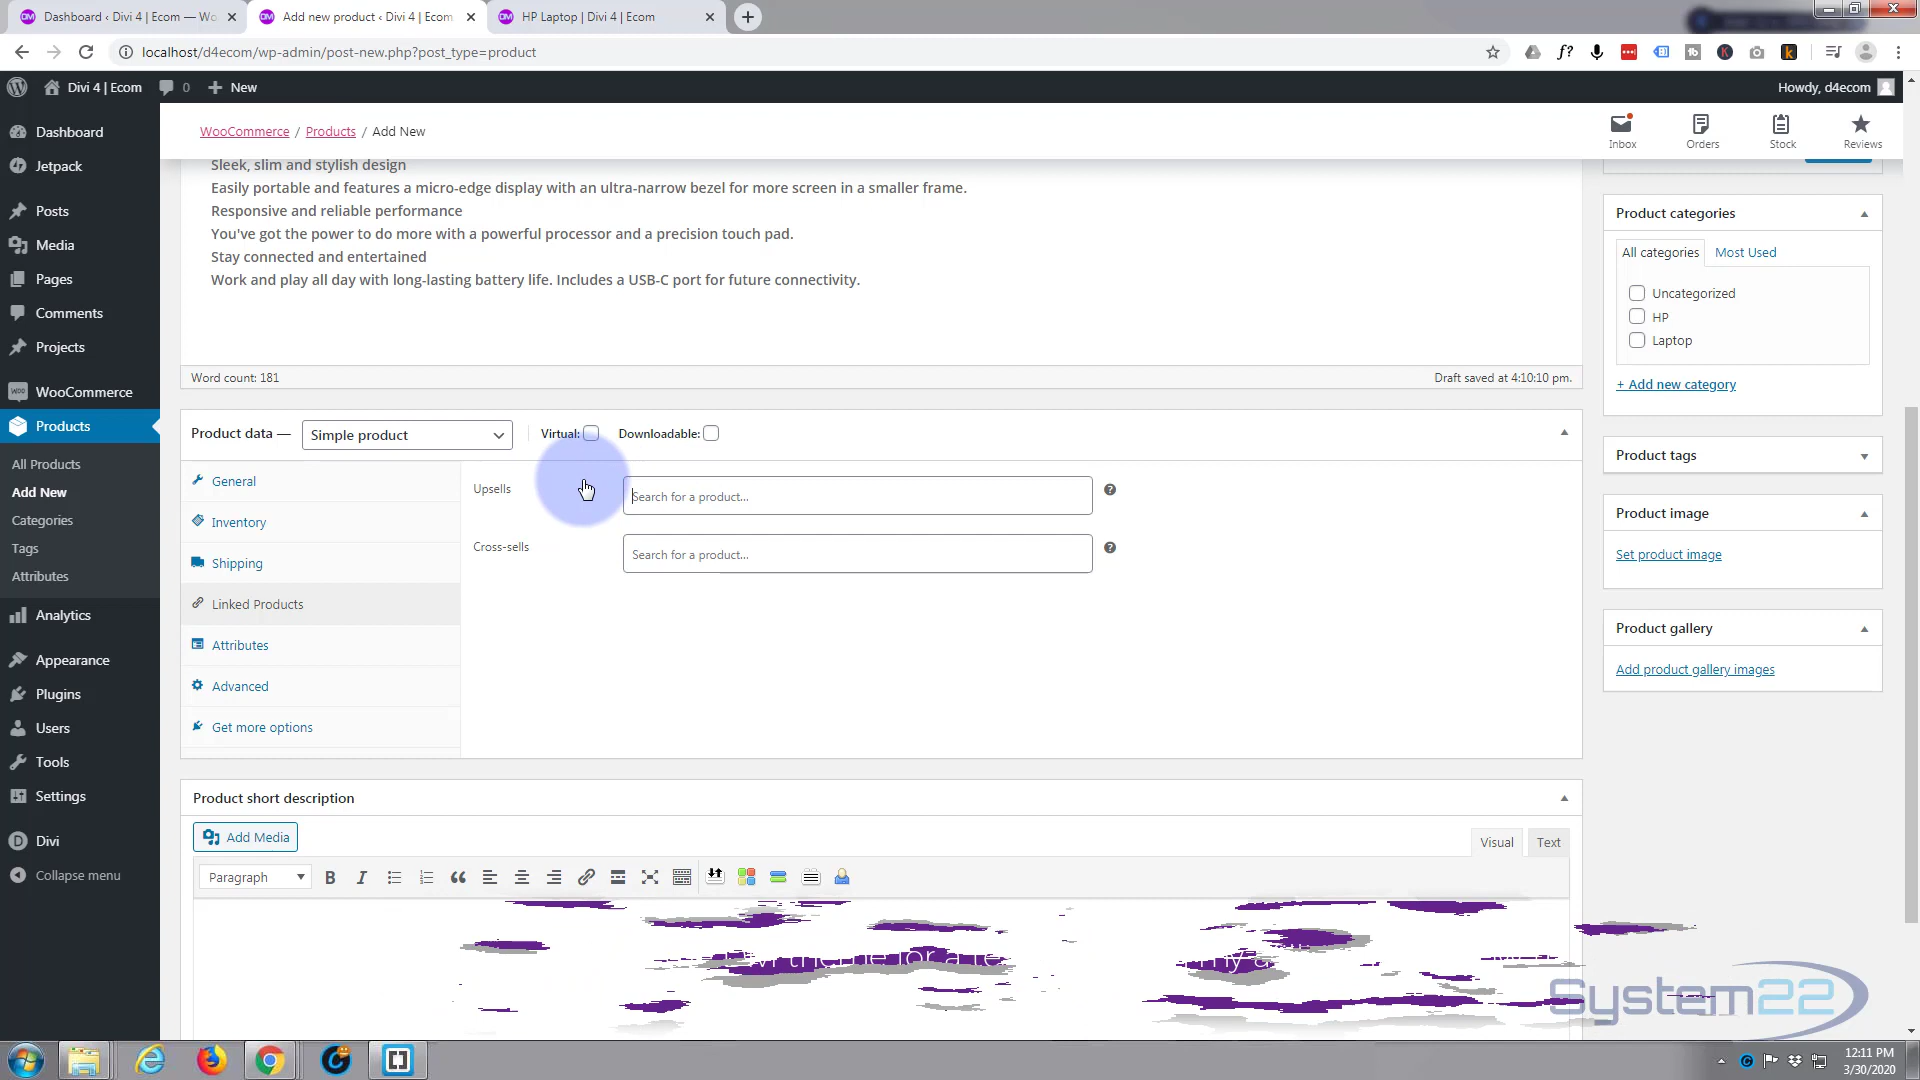 Dashboard ‹ Divi 4 | Ecom — Wo
Add new product ‹ Divi 4 | Ecom
HP Laptop | Divi 4 | Ecom
localhost/d4ecom/wp-admin/post-new.php?post_type=product
Divi 4 | Ecom
0
New
Howdy, d4ecom
WooCommerce / Products / Add New
Inbox
Orders
Stock
Reviews
Dashboard
Jetpack
Posts
Media
Pages
Comments
Projects
WooCommerce
Products
All Products
Add New
Categories
Tags
Attributes
Analytics
Appearance
Plugins
Users
Tools
Settings
Divi
Collapse menu
Sleek, slim and stylish design
Easily portable and features a micro-edge display with an ultra-narrow bezel for more screen in a smaller frame.
Responsive and reliable performance
You've got the power to do more with a powerful processor and a precision touch pad.
Stay connected and entertained
Work and play all day with long-lasting battery life. Includes a USB-C port for future connectivity.
Word count: 181
Draft saved at 4:10:10 pm.
Product data — Simple product
Virtual:
Downloadable:
General
Inventory
Shipping
Linked Products
Attributes
Advanced
Get more options
Upsells
Search for a product...
Cross-sells
Search for a product...
Product short description
Add Media
Visual
Text
Paragraph
B
I
Product categories
All categories
Most Used
Uncategorized
HP
Laptop
+ Add new category
Product tags
Product image
Set product image
Product gallery
Add product gallery images
System22
12:11 PM
3/30/2020